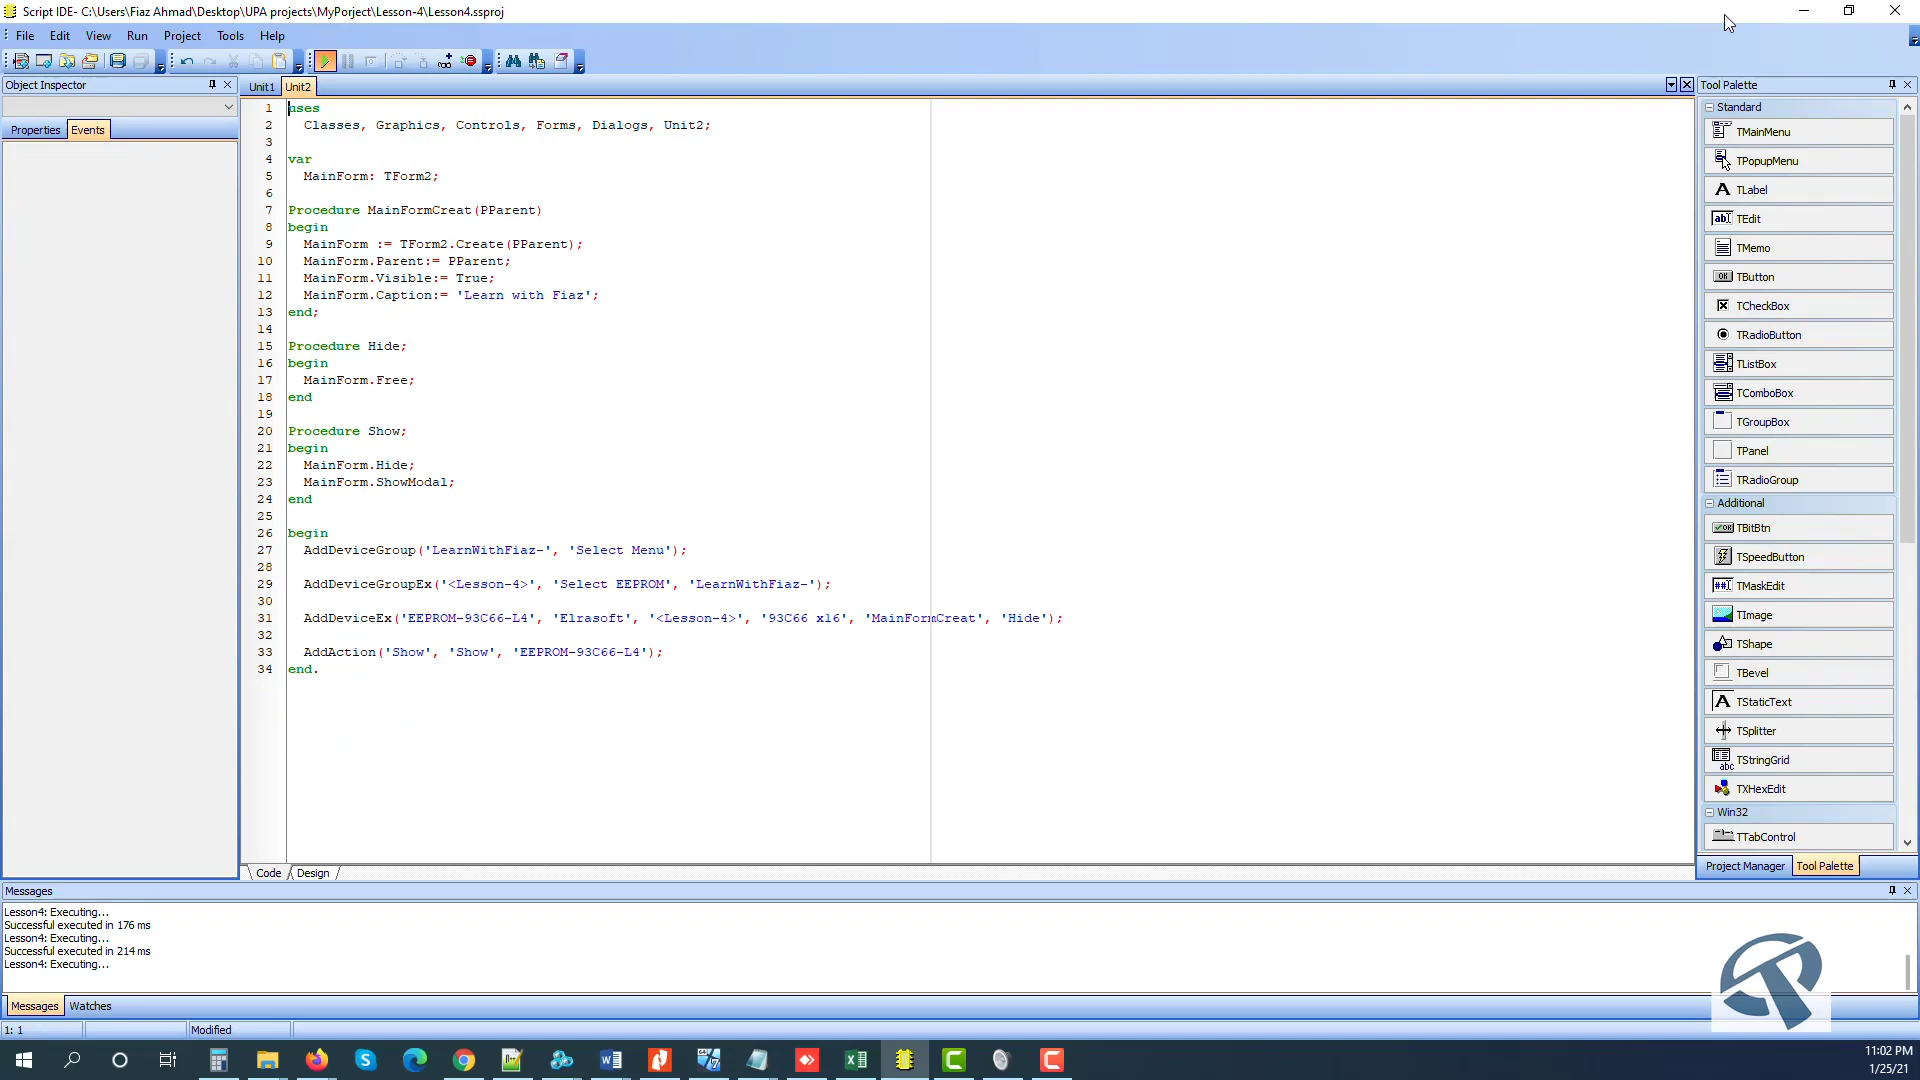 Script IDE- C:\Users\Fiaz Ahmad\Desktop\UPA projects\MyPorject\Lesson-4\Lesson4.ssproj
File Edit View Run Project Tools Help
Object Inspector
Properties Events
Unit1 Unit2
1 uses
2 Classes, Graphics, Controls, Forms, Dialogs, Unit2;
3
4 var
5 MainForm: TForm2;
6
7 Procedure MainFormCreat(PParent)
8 begin
9 MainForm := TForm2.Create(PParent);
10 MainForm.Parent:= PParent;
11 MainForm.Visible:= True;
12 MainForm.Caption:= 'Learn with Fiaz';
13 end;
14
15 Procedure Hide;
16 begin
17 MainForm.Free;
18 end
19
20 Procedure Show;
21 begin
22 MainForm.Hide;
23 MainForm.ShowModal;
24 end
25
26 begin
27 AddDeviceGroup('LearnWithFiaz-', 'Select Menu');
28
29 AddDeviceGroupEx('<Lesson-4>', 'Select EEPROM', 'LearnWithFiaz-');
30
31 AddDeviceEx('EEPROM-93C66-L4', 'Elrasoft', '<Lesson-4>', '93C66 x16', 'MainFormCreat', 'Hide');
32
33 AddAction('Show', 'Show', 'EEPROM-93C66-L4');
34 end.
Code Design
Tool Palette
Standard
TMainMenu
TPopupMenu
TLabel
TEdit
TMemo
TButton
TCheckBox
TRadioButton
TListBox
TComboBox
TGroupBox
TPanel
TRadioGroup
Additional
TBitBtn
TSpeedButton
TMaskEdit
TImage
TShape
TBevel
TStaticText
TSplitter
TStringGrid
TXHexEdit
Win32
TTabControl
Project Manager Tool Palette
Messages
Lesson4: Executing...
Successful executed in 176 ms
Lesson4: Executing...
Successful executed in 214 ms
Lesson4: Executing...
Messages Watches
1: 1 Modified
11:02 PM
1/25/21